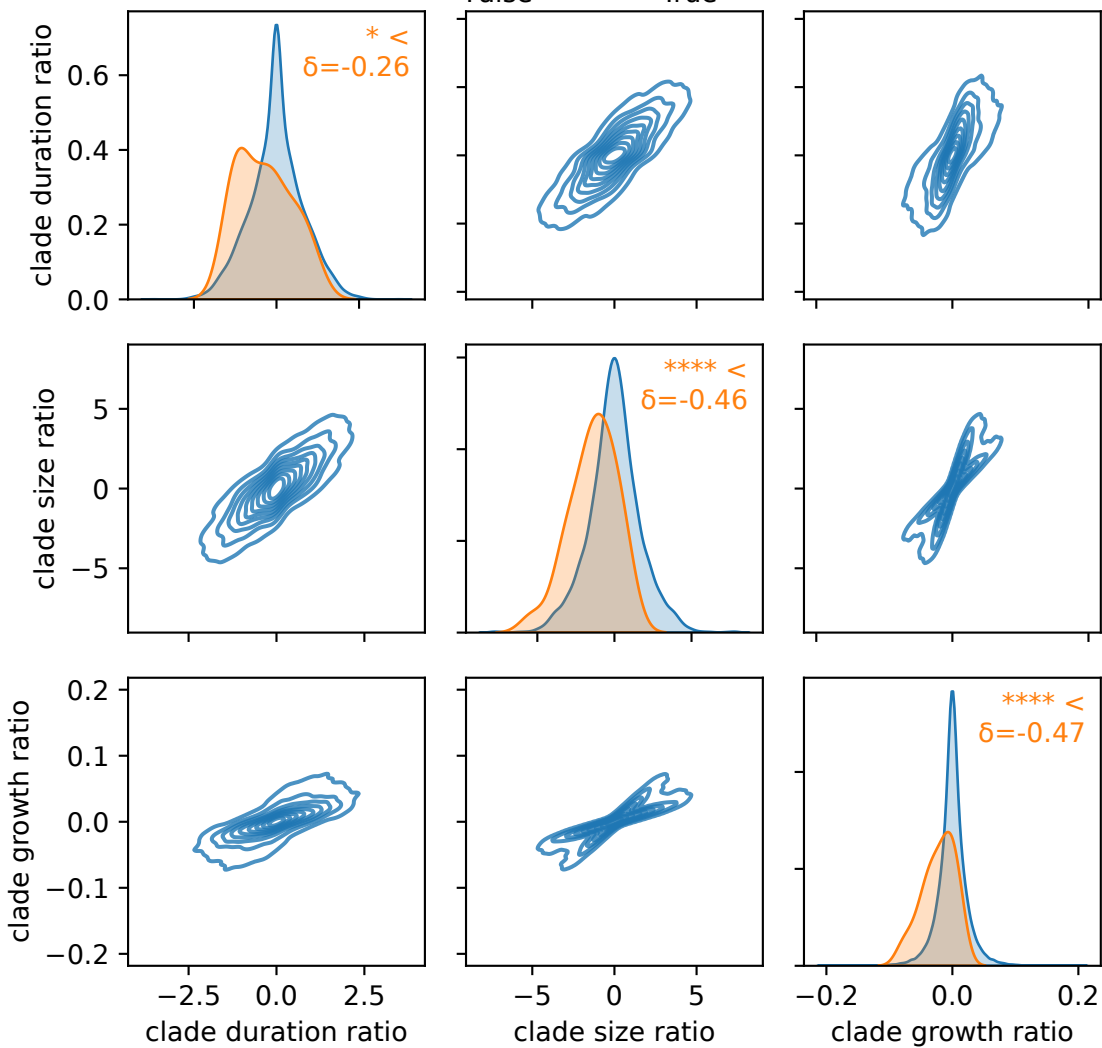 clade duration ratio
0.6
0.4
0.2
0.0
* <
δ=-0.26
clade size ratio
5
0
−5
**** <
δ=-0.46
clade growth ratio
0.2
0.1
0.0
−0.1
−0.2
**** <
δ=-0.47
−2.5 0.0 2.5
−5 0 5
−0.2 0.0 0.2
clade duration ratio
clade size ratio
clade growth ratio